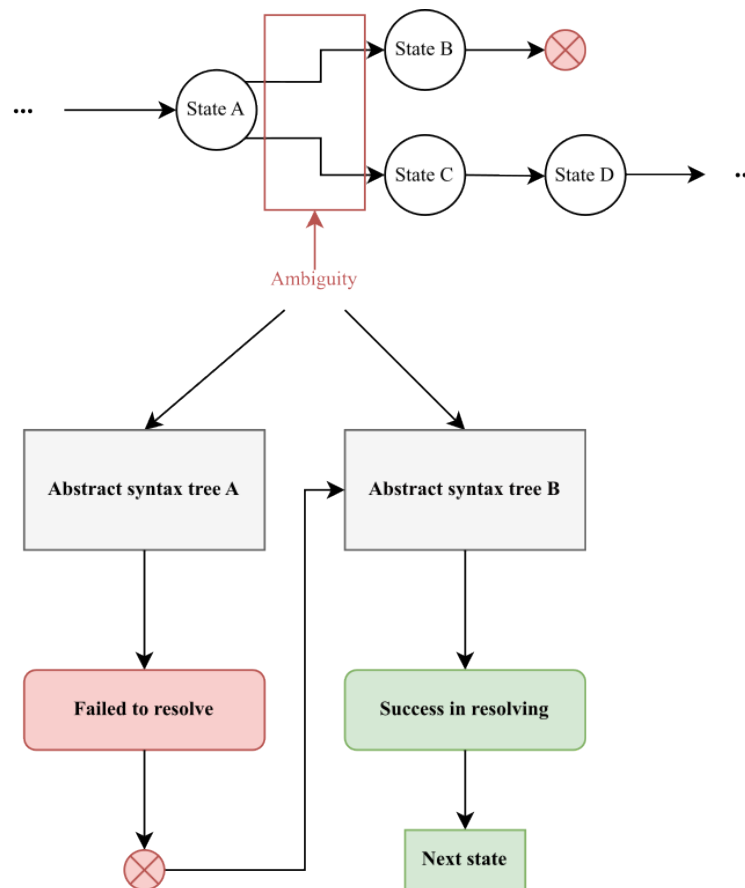 State B
State A
...
State C
State D
..
Ambiguity
Abstract syntax tree A
Abstract syntax tree B
Failed to resolve
Success in resolving
Next state